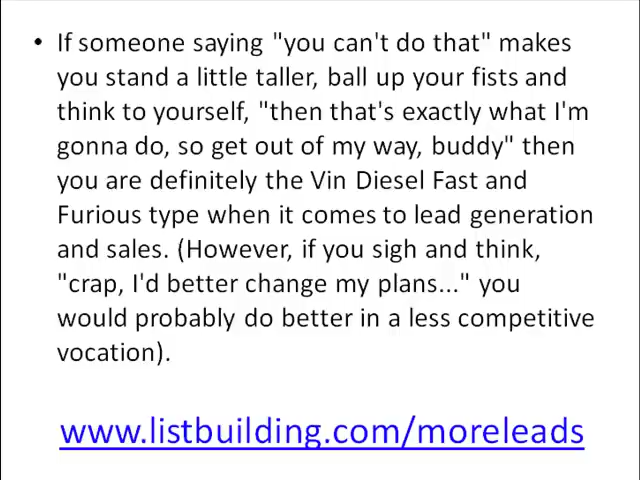 • If someone saying "you can't do that" makes
you stand a little taller, ball up your fists and
think to yourself, "then that's exactly what I'm
gonna do, so get out of my way, buddy" then
you are definitely the Vin Diesel Fast and
Furious type when it comes to lead generation
and sales. (However, if you sigh and think,
"crap, I'd better change my plans..." you
would probably do better in a less competitive
vocation).
www.listbuilding.com/moreleads